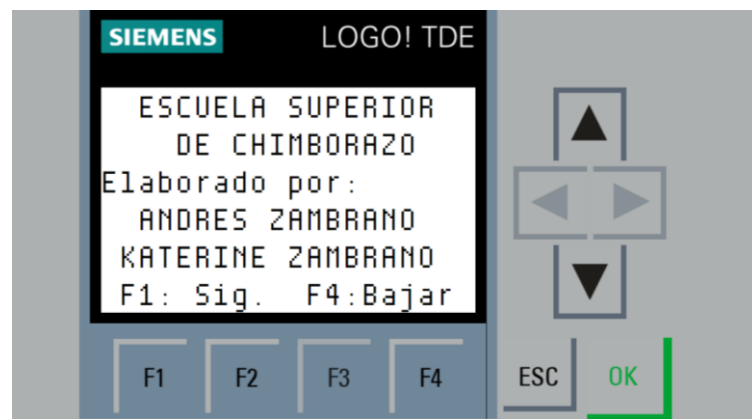 SIEMENS LOGO! TDE
ESCUELA SUPERIOR
DE CHIMBORAZO
Elaborado por:
ANDRES ZAMBRANO
KATERINE ZAMBRANO
F1: Sig. F4:Bajar
F1 F2 F3 F4 ESC OK